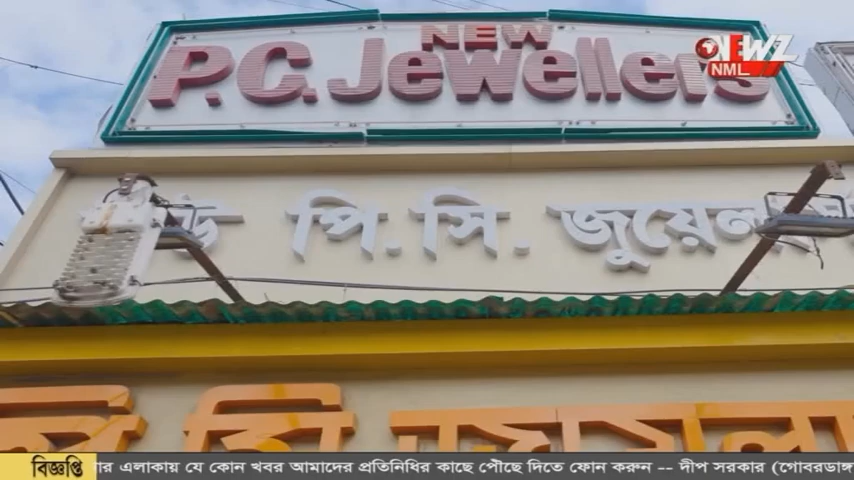 NEW
P.C. Jewellers
NEWZ
NML
পি.সি. জুয়েলার্স
পি সি
বিজ্ঞপ্তি
র এলাকায় যে কোন খবর আমাদের প্রতিনিধির কাছে পৌঁছে দিতে ফোন করুন -- দীপ সরকার (গোবরডাঙ্গ